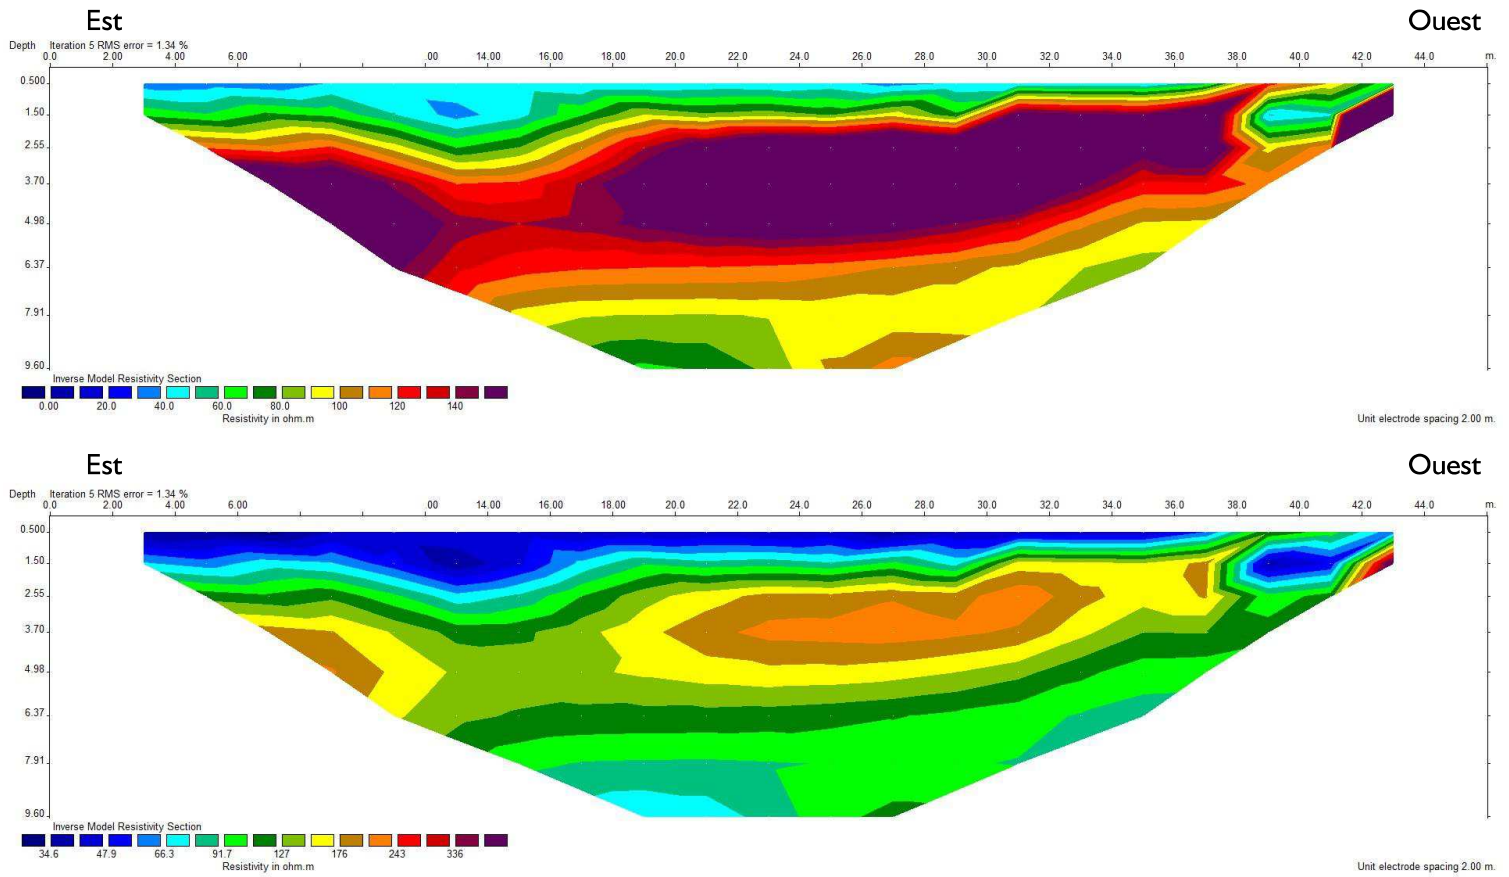 Est Ouest
Depth Iteration 5 RMS error = 1.34 %
0.0 2.00 4.00 6.00 00 14.00 16.00 18.00 20.0 22.0 24.0 26.0 28.0 30.0 32.0 34.0 36.0 38.0 40.0 42.0 44.0 m.
0.500
1.50
2.55
3.70
4.98
6.37
7.91
9.60
Inverse Model Resistivity Section
0.00 20.0 40.0 60.0 80.0 100 120 140
Resistivity in ohm.m
Unit electrode spacing 2.00 m.
Est Ouest
Depth Iteration 5 RMS error = 1.34 %
0.0 2.00 4.00 6.00 00 14.00 16.00 18.00 20.0 22.0 24.0 26.0 28.0 30.0 32.0 34.0 36.0 38.0 40.0 42.0 44.0 m.
0.500
1.50
2.55
3.70
4.98
6.37
7.91
9.60
Inverse Model Resistivity Section
34.6 47.9 66.3 91.7 127 176 243 336
Resistivity in ohm.m
Unit electrode spacing 2.00 m.